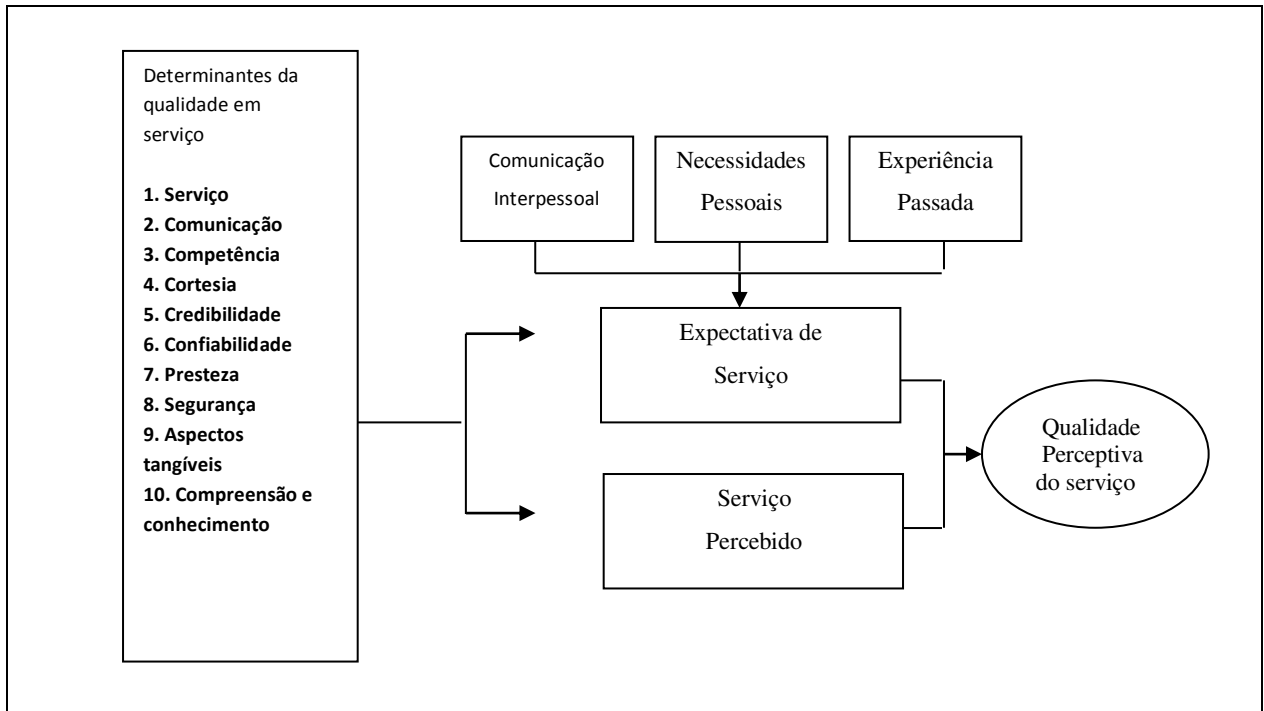 Determinantes da
qualidade em
serviço
1. Serviço
2. Comunicação
3. Competência
4. Cortesia
5. Credibilidade
6. Confiabilidade
7. Presteza
8. Segurança
9. Aspectos
tangíveis
10. Compreensão e
conhecimento
Comunicação
Interpessoal
Necessidades
Pessoais
Experiência
Passada
Expectativa de
Serviço
Serviço
Percebido
Qualidade
Perceptiva
do serviço